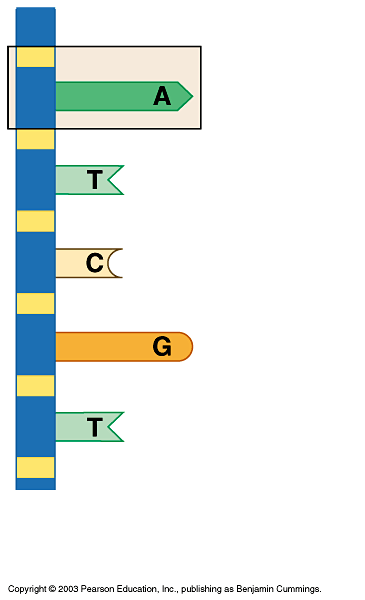 A
T
C
G
T
Copyright © 2003 Pearson Education, Inc., publishing as Benjamin Cummings.